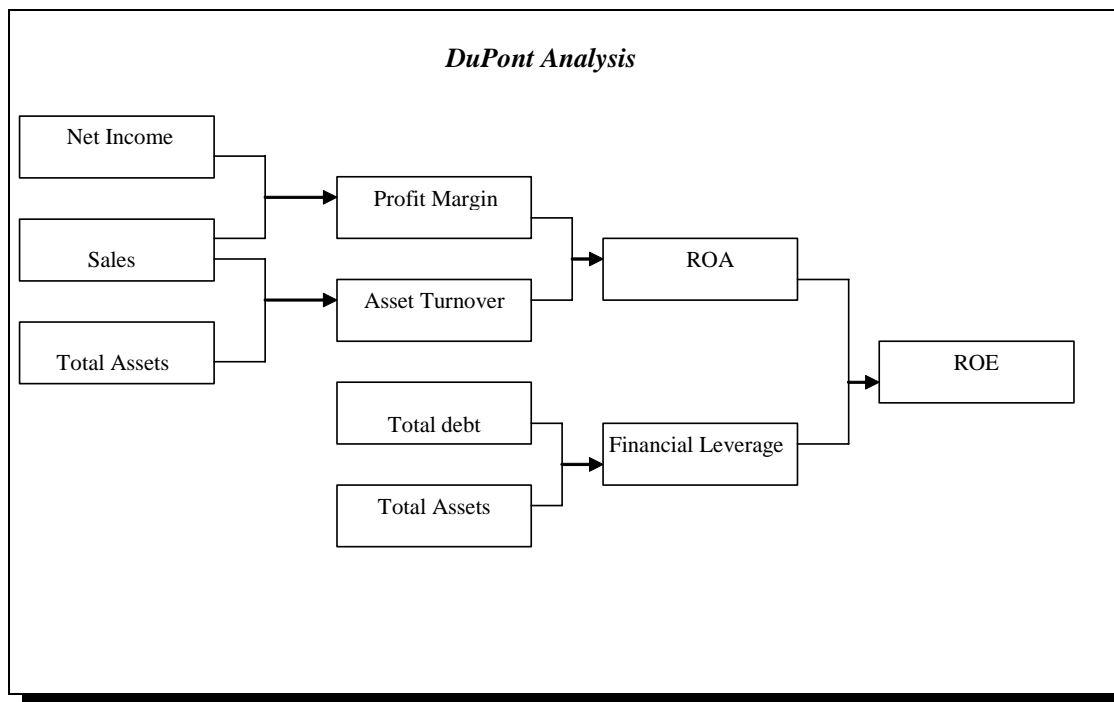 DuPont Analysis
Net Income
Profit Margin
Sales
ROA
Asset Turnover
Total Assets
ROE
Total debt
Financial Leverage
Total Assets